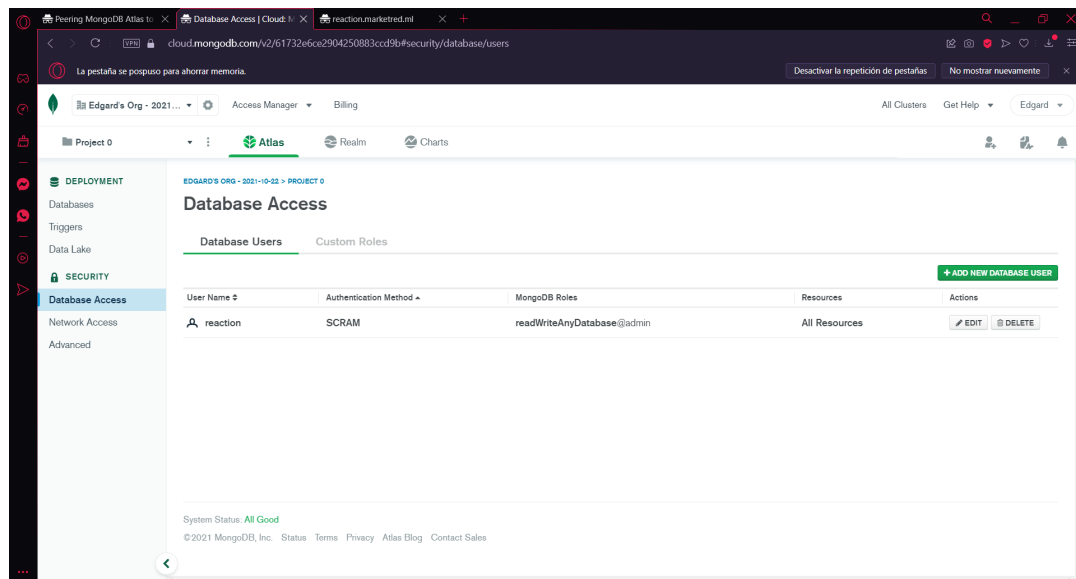 Peering MongoDB Atlas to
Database Access | Cloud: M
reaction.marketred.ml
VPN
cloud.mongodb.com/v2/61732e6ce2904250883ccd9b#security/database/users
La pestaña se pospuso para ahorrar memoria.
Desactivar la repetición de pestañas
No mostrar nuevamente
Edgard's Org - 2021...
Access Manager
Billing
All Clusters
Get Help
Edgard
Project 0
Atlas
Realm
Charts
DEPLOYMENT
Databases
Triggers
Data Lake
SECURITY
Database Access
Network Access
Advanced
EDGARD'S ORG - 2021-10-22 > PROJECT 0
Database Access
Database Users
Custom Roles
+ ADD NEW DATABASE USER
User Name
Authentication Method
MongoDB Roles
Resources
Actions
reaction
SCRAM
readWriteAnyDatabase@admin
All Resources
EDIT
DELETE
System Status: All Good
©2021 MongoDB, Inc. Status Terms Privacy Atlas Blog Contact Sales